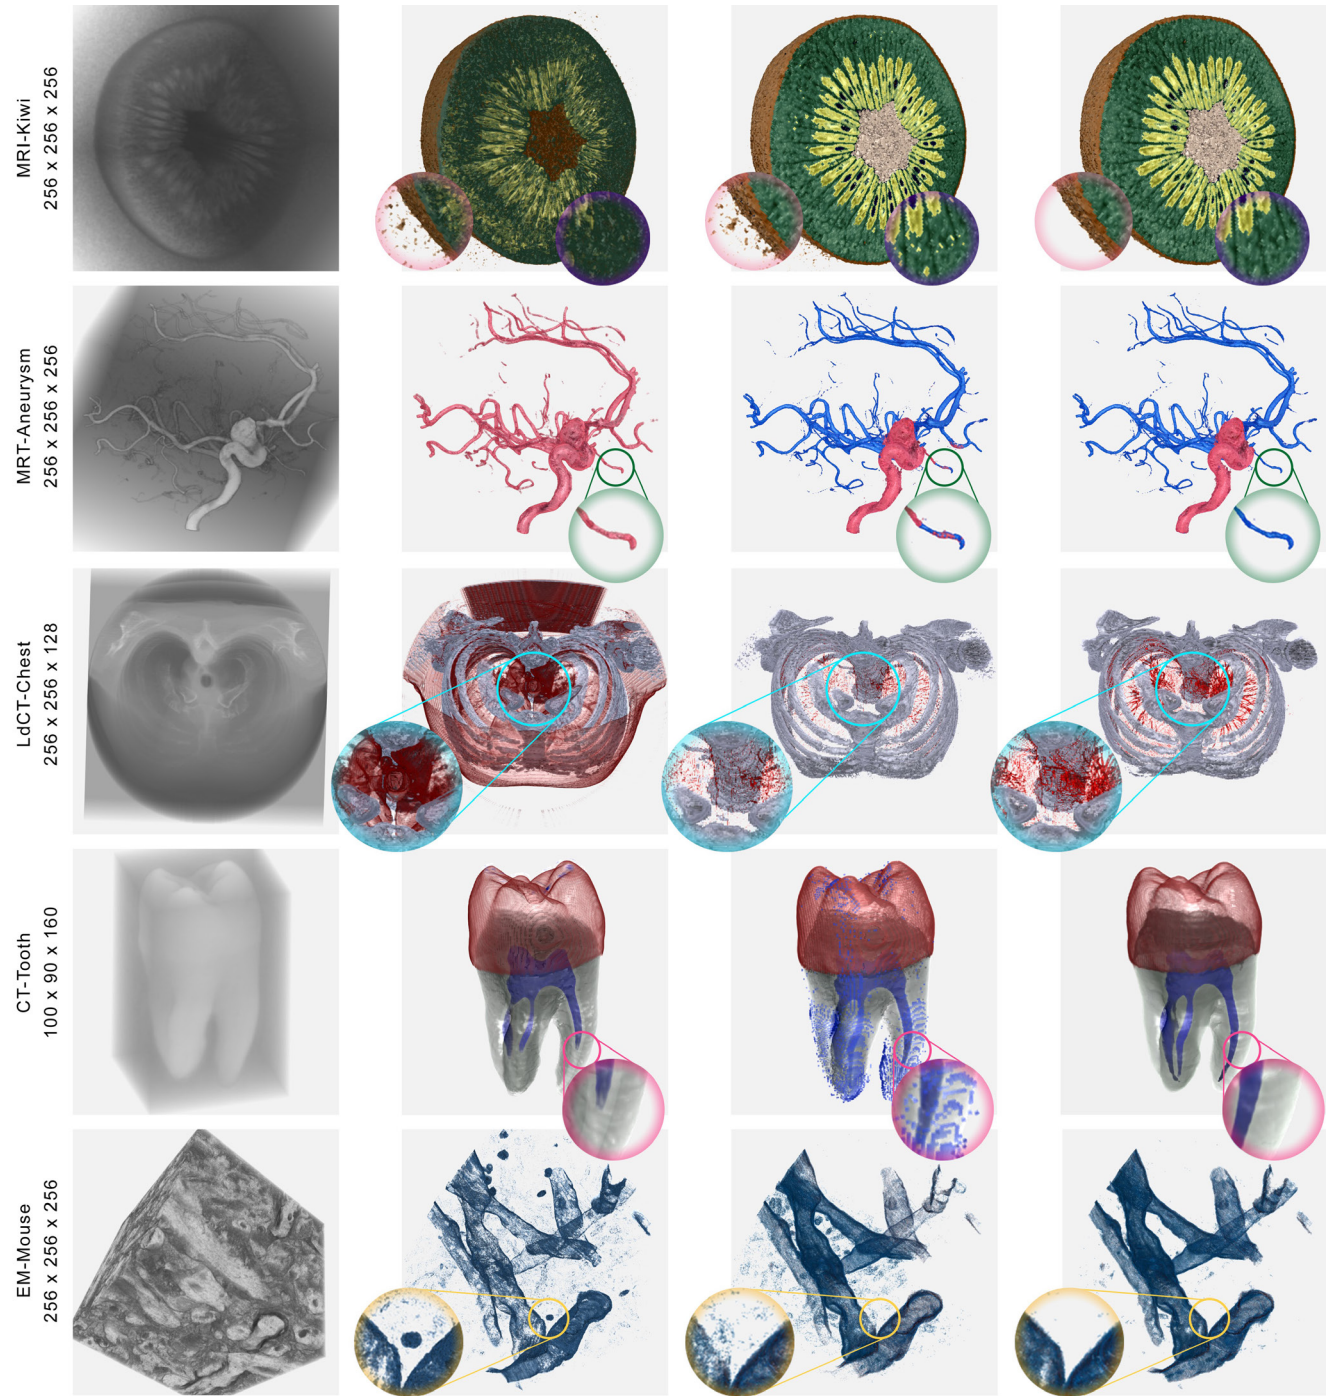 MRI-Kiwi
256 x 256 x 256
MRT-Aneurysm
256 x 256 x 256
LdCT-Chest
256 x 256 x 128
CT-Tooth
100 x 90 x 160
EM-Mouse
256 x 256 x 256